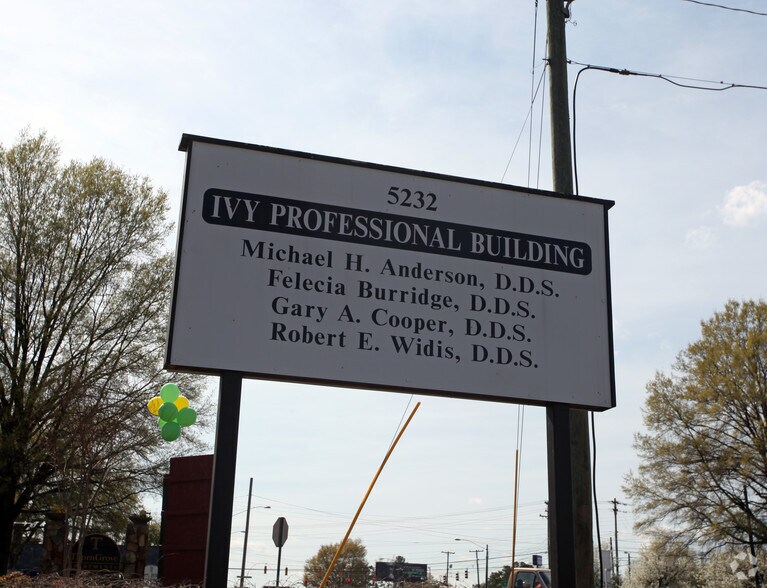 5232
IVY PROFESSIONAL BUILDING
Michael H. Anderson, D.D.S.
Felecia Burridge, D.D.S.
Gary A. Cooper, D.D.S.
Robert E. Widis, D.D.S.